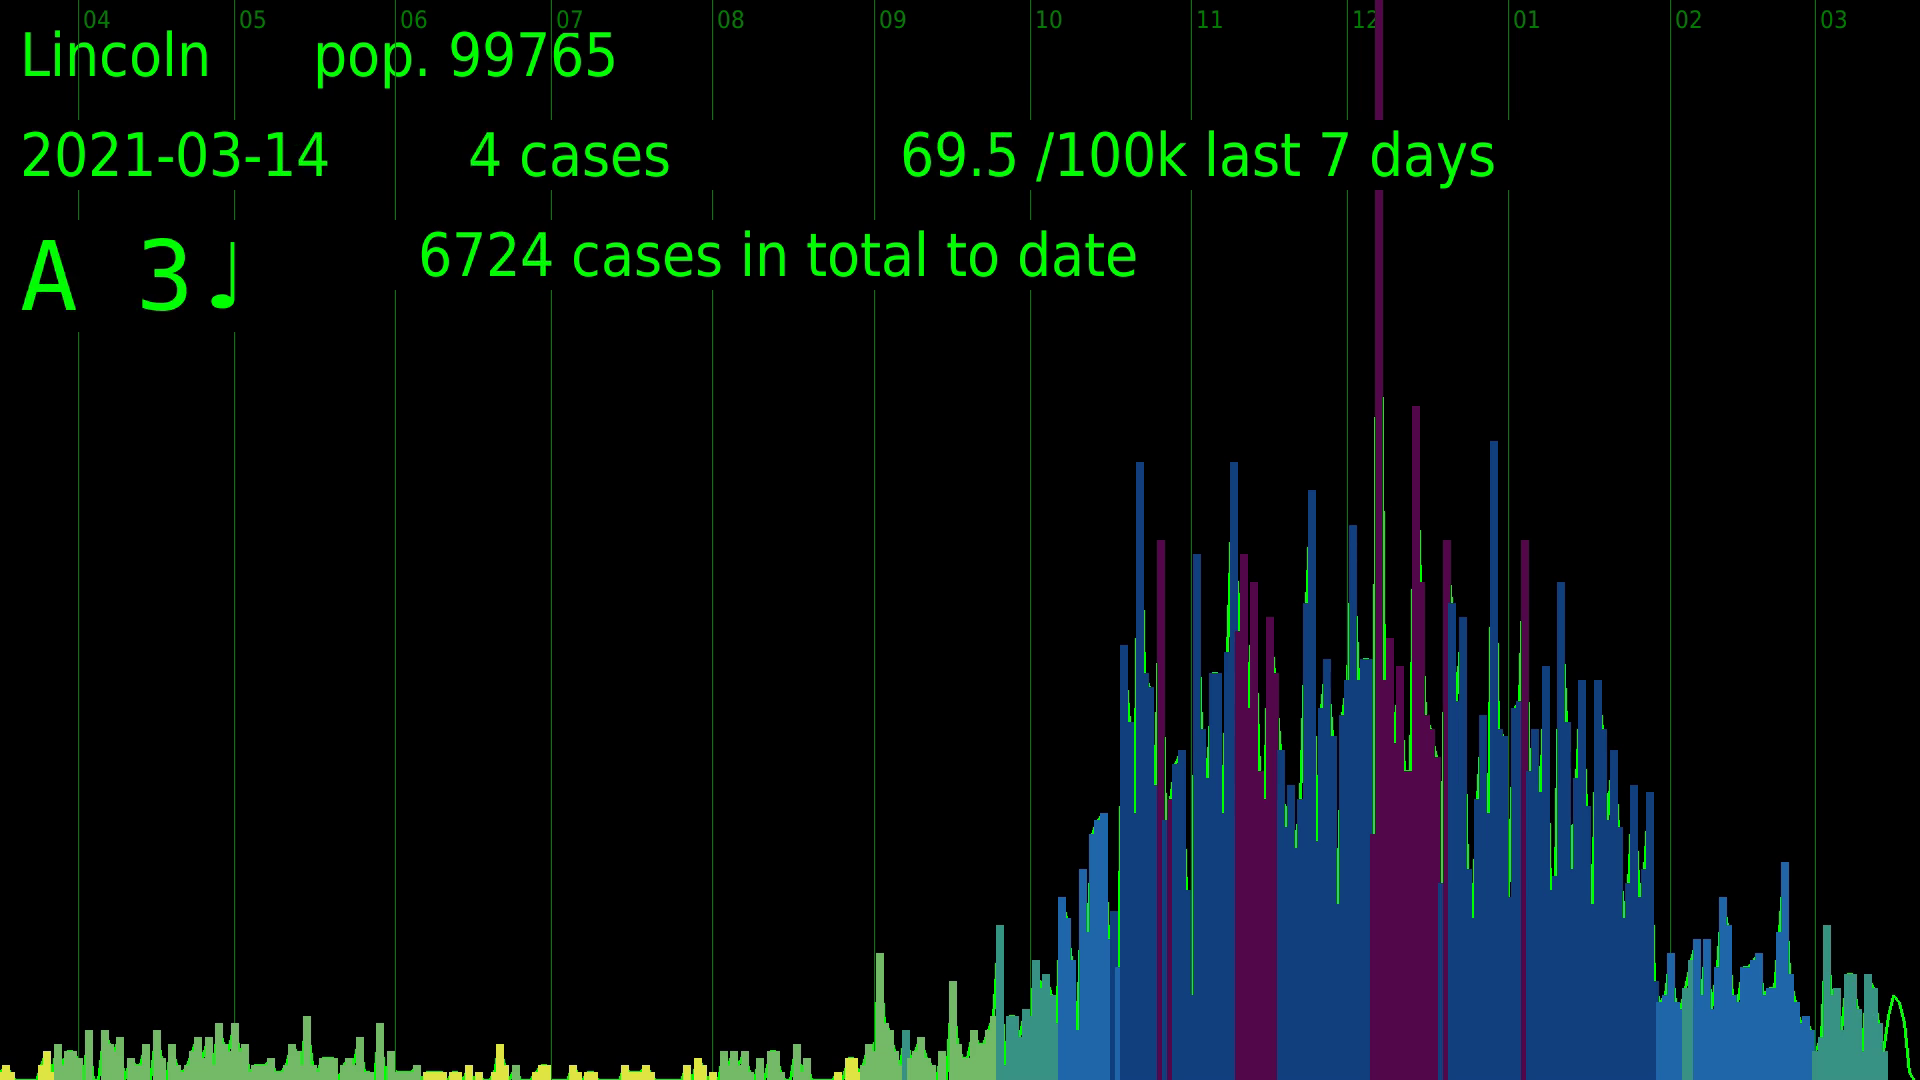 04 05 06 07 08 09 10 11 12 01 02 03
Lincoln pop. 99765
2021-03-14 4 cases 69.5 /100k last 7 days
A 3♩ 6724 cases in total to date